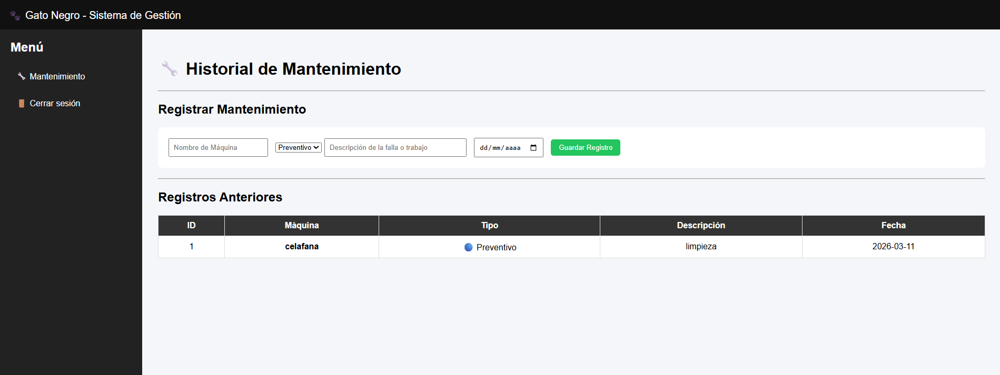 Gato Negro - Sistema de Gestión
Menú
Mantenimiento
Cerrar sesión
Historial de Mantenimiento
Registrar Mantenimiento
Nombre de Máquina Preventivo Descripción de la falla o trabajo dd/mm/aaaa Guardar Registro
Registros Anteriores
ID Máquina Tipo Descripción Fecha
1 celafana Preventivo limpieza 2026-03-11